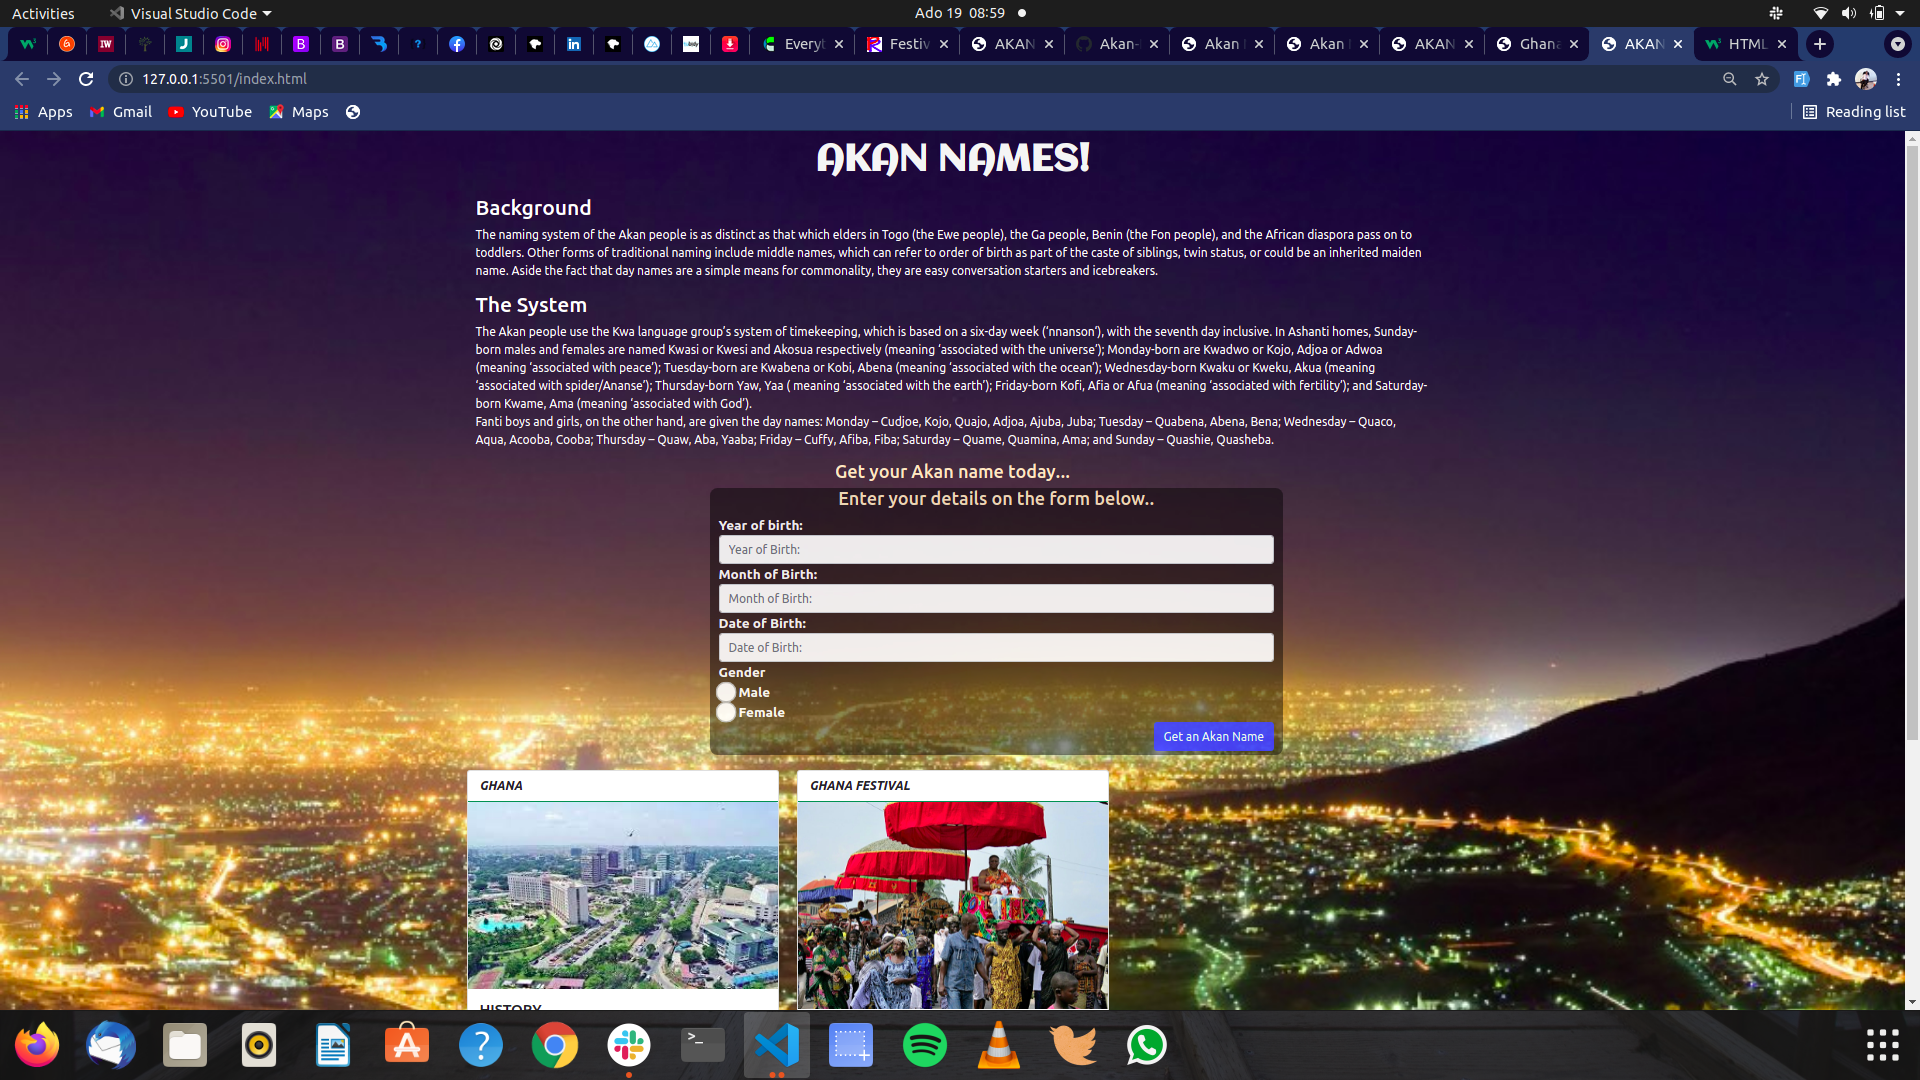 Activities
Visual Studio Code
Ado 19 08:59
Everyb
Festiv
AKAN
Akan-
Akan
Akan
AKAN
Ghana
AKAN
HTML
127.0.0.1:5501/index.html
Apps
Gmail
YouTube
Maps
Reading list
AKAN NAMES!
Background
The naming system of the Akan people is as distinct as that which elders in Togo (the Ewe people), the Ga people, Benin (the Fon people), and the African diaspora pass on to
toddlers. Other forms of traditional naming include middle names, which can refer to order of birth as part of the caste of siblings, twin status, or could be an inherited maiden
name. Aside the fact that day names are a simple means for commonality, they are easy conversation starters and icebreakers.
The System
The Akan people use the Kwa language group’s system of timekeeping, which is based on a six-day week (‘nnanson’), with the seventh day inclusive. In Ashanti homes, Sunday-
born males and females are named Kwasi or Kwesi and Akosua respectively (meaning ‘associated with the universe’); Monday-born are Kwadwo or Kojo, Adjoa or Adwoa
(meaning ‘associated with peace’); Tuesday-born are Kwabena or Kobi, Abena (meaning ‘associated with the ocean’); Wednesday-born Kwaku or Kweku, Akua (meaning
‘associated with spider/Ananse’); Thursday-born Yaw, Yaa ( meaning ‘associated with the earth’); Friday-born Kofi, Afia or Afua (meaning ‘associated with fertility’); and Saturday-
born Kwame, Ama (meaning ‘associated with God’).
Fanti boys and girls, on the other hand, are given the day names: Monday – Cudjoe, Kojo, Quajo, Adjoa, Ajuba, Juba; Tuesday – Quabena, Abena, Bena; Wednesday – Quaco,
Aqua, Acooba, Cooba; Thursday – Quaw, Aba, Yaaba; Friday – Cuffy, Afiba, Fiba; Saturday – Quame, Quamina, Ama; and Sunday – Quashie, Quasheba.
Get your Akan name today...
Enter your details on the form below..
Year of birth:
Year of Birth:
Month of Birth:
Month of Birth:
Date of Birth:
Date of Birth:
Gender
Male
Female
Get an Akan Name
GHANA
GHANA FESTIVAL
HISTORY